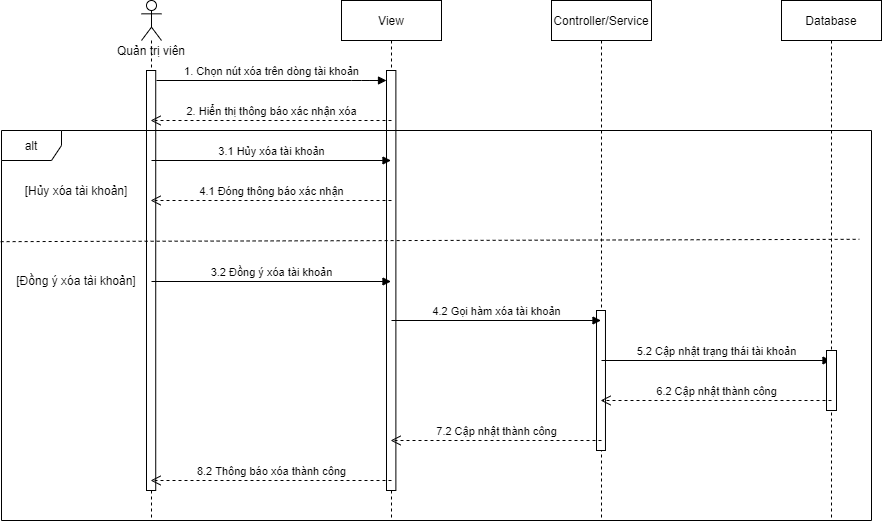 View
Controller/Service
Database
Quản trị viên
1. Chọn nút xóa trên dòng tài khoản
2. Hiển thị thông báo xác nhận xóa
alt
3.1 Hủy xóa tài khoản
[Hủy xóa tài khoản]
4.1 Đóng thông báo xác nhận
[Đồng ý xóa tài khoản]
3.2 Đồng ý xóa tài khoản
4.2 Gọi hàm xóa tài khoản
5.2 Cập nhật trạng thái tài khoản
6.2 Cập nhật thành công
7.2 Cập nhật thành công
8.2 Thông báo xóa thành công